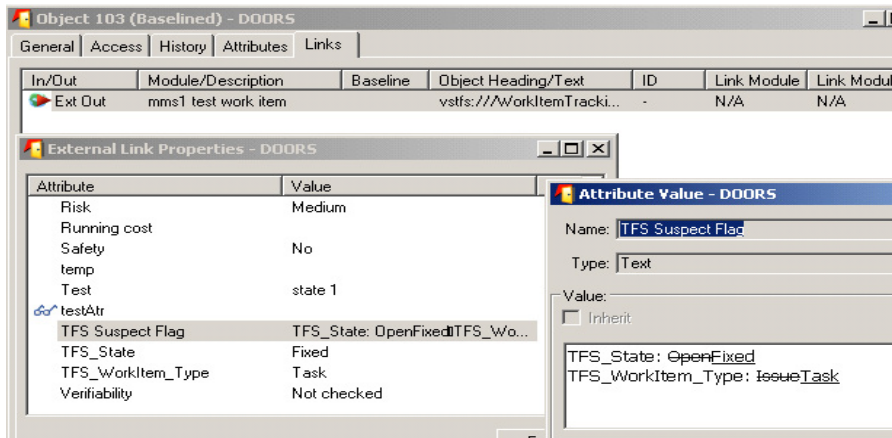 Object 103 (Baselined) - DOORS
General Access History Attributes Links
In/Out Module/Description Baseline Object Heading/Text ID Link Module Link Modul
Ext Out mms1 test work item vstfs:///WorkItemTracki... - N/A N/A
External Link Properties - DOORS
Attribute Value
Risk Medium
Running cost
Safety No
temp
Test state 1
testAtr
TFS Suspect Flag TFS_State: OpenFixed▯TFS_Wo...
TFS_State Fixed
TFS_WorkItem_Type Task
Verifiability Not checked
Attribute Value - DOORS
Name: TFS Suspect Flag
Type: Text
Value:
Inherit
TFS_State: OpenFixed
TFS_WorkItem_Type: IssueTask